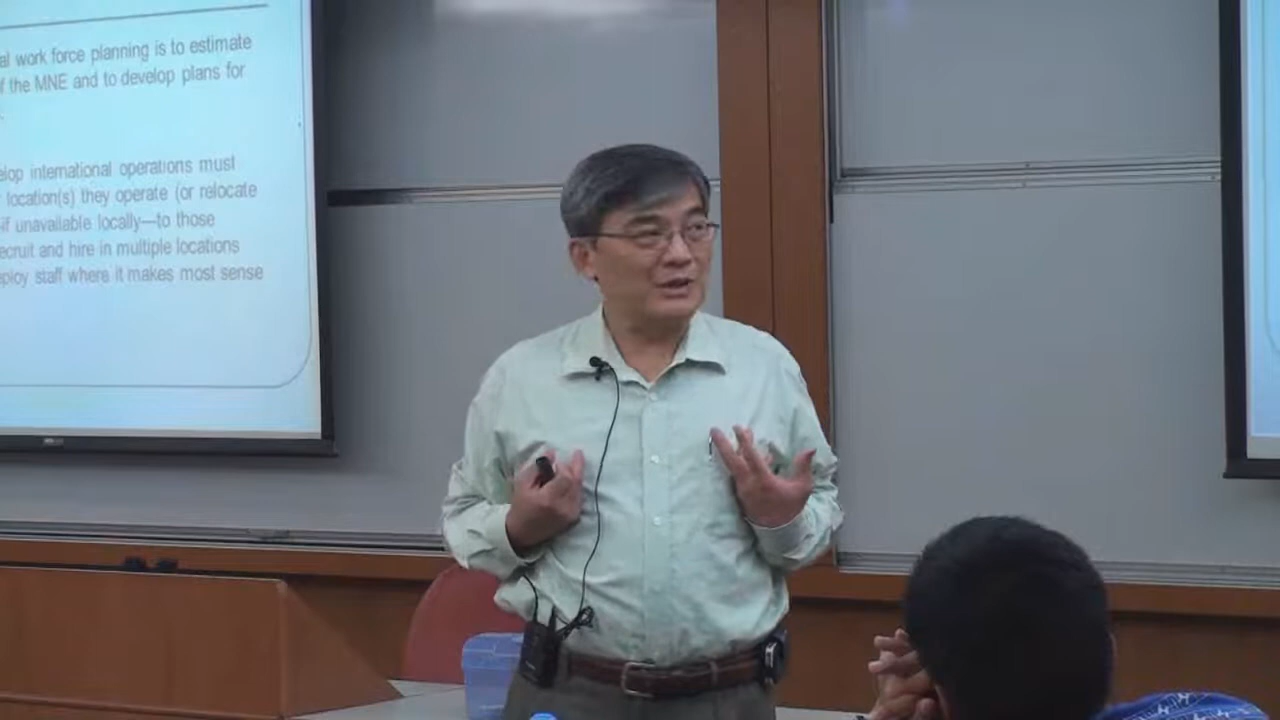 al work force planning is to estimate
f the MNE and to develop plans for
elop international operations must
location(s) they operate (or relocate
if unavailable locally—to those
ecruit and hire in multiple locations
ploy staff where it makes most sense